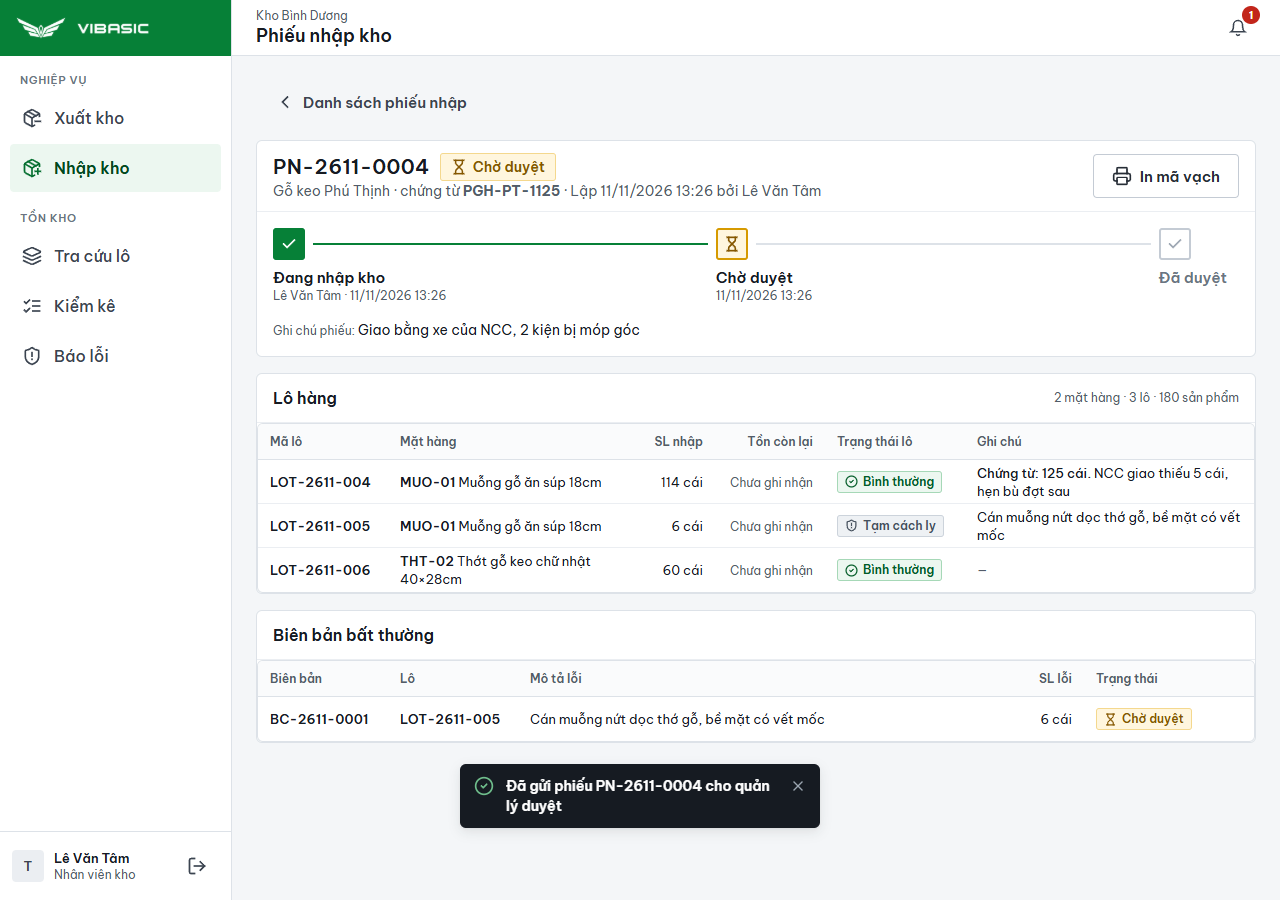 VIBASIC
Kho Bình Dương
Phiếu nhập kho
1
NGHIỆP VỤ
Xuất kho
Nhập kho
TỒN KHO
Tra cứu lô
Kiểm kê
Báo lỗi
Danh sách phiếu nhập
PN-2611-0004 Chờ duyệt
Gỗ keo Phú Thịnh · chứng từ PGH-PT-1125 · Lập 11/11/2026 13:26 bởi Lê Văn Tâm
In mã vạch
Đang nhập kho
Lê Văn Tâm · 11/11/2026 13:26
Chờ duyệt
11/11/2026 13:26
Đã duyệt
Ghi chú phiếu: Giao bằng xe của NCC, 2 kiện bị móp góc
Lô hàng
2 mặt hàng · 3 lô · 180 sản phẩm
Mã lô Mặt hàng SL nhập Tồn còn lại Trạng thái lô Ghi chú
LOT-2611-004 MUO-01 Muỗng gỗ ăn súp 18cm 114 cái Chưa ghi nhận Bình thường Chứng từ: 125 cái. NCC giao thiếu 5 cái,
hẹn bù đợt sau
LOT-2611-005 MUO-01 Muỗng gỗ ăn súp 18cm 6 cái Chưa ghi nhận Tạm cách ly Cán muỗng nứt dọc thớ gỗ, bề mặt có vết
mốc
LOT-2611-006 THT-02 Thớt gỗ keo chữ nhật
40×28cm 60 cái Chưa ghi nhận Bình thường –
Biên bản bất thường
Biên bản Lô Mô tả lỗi SL lỗi Trạng thái
BC-2611-0001 LOT-2611-005 Cán muỗng nứt dọc thớ gỗ, bề mặt có vết mốc 6 cái Chờ duyệt
Đã gửi phiếu PN-2611-0004 cho quản
lý duyệt
T
Lê Văn Tâm
Nhân viên kho